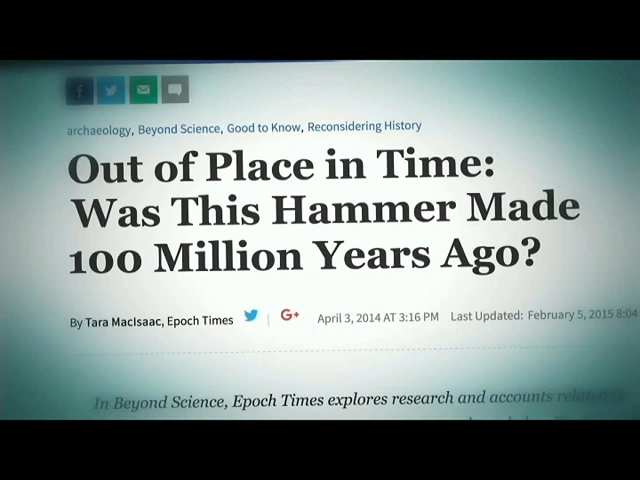 archaeology, Beyond Science, Good to Know, Reconsidering History
Out of Place in Time:
Was This Hammer Made
100 Million Years Ago?
By Tara MacIsaac, Epoch Times
G+
April 3, 2014 AT 3:16 PM Last Updated: February 5, 2015 8:04
In Beyond Science, Epoch Times explores research and accounts